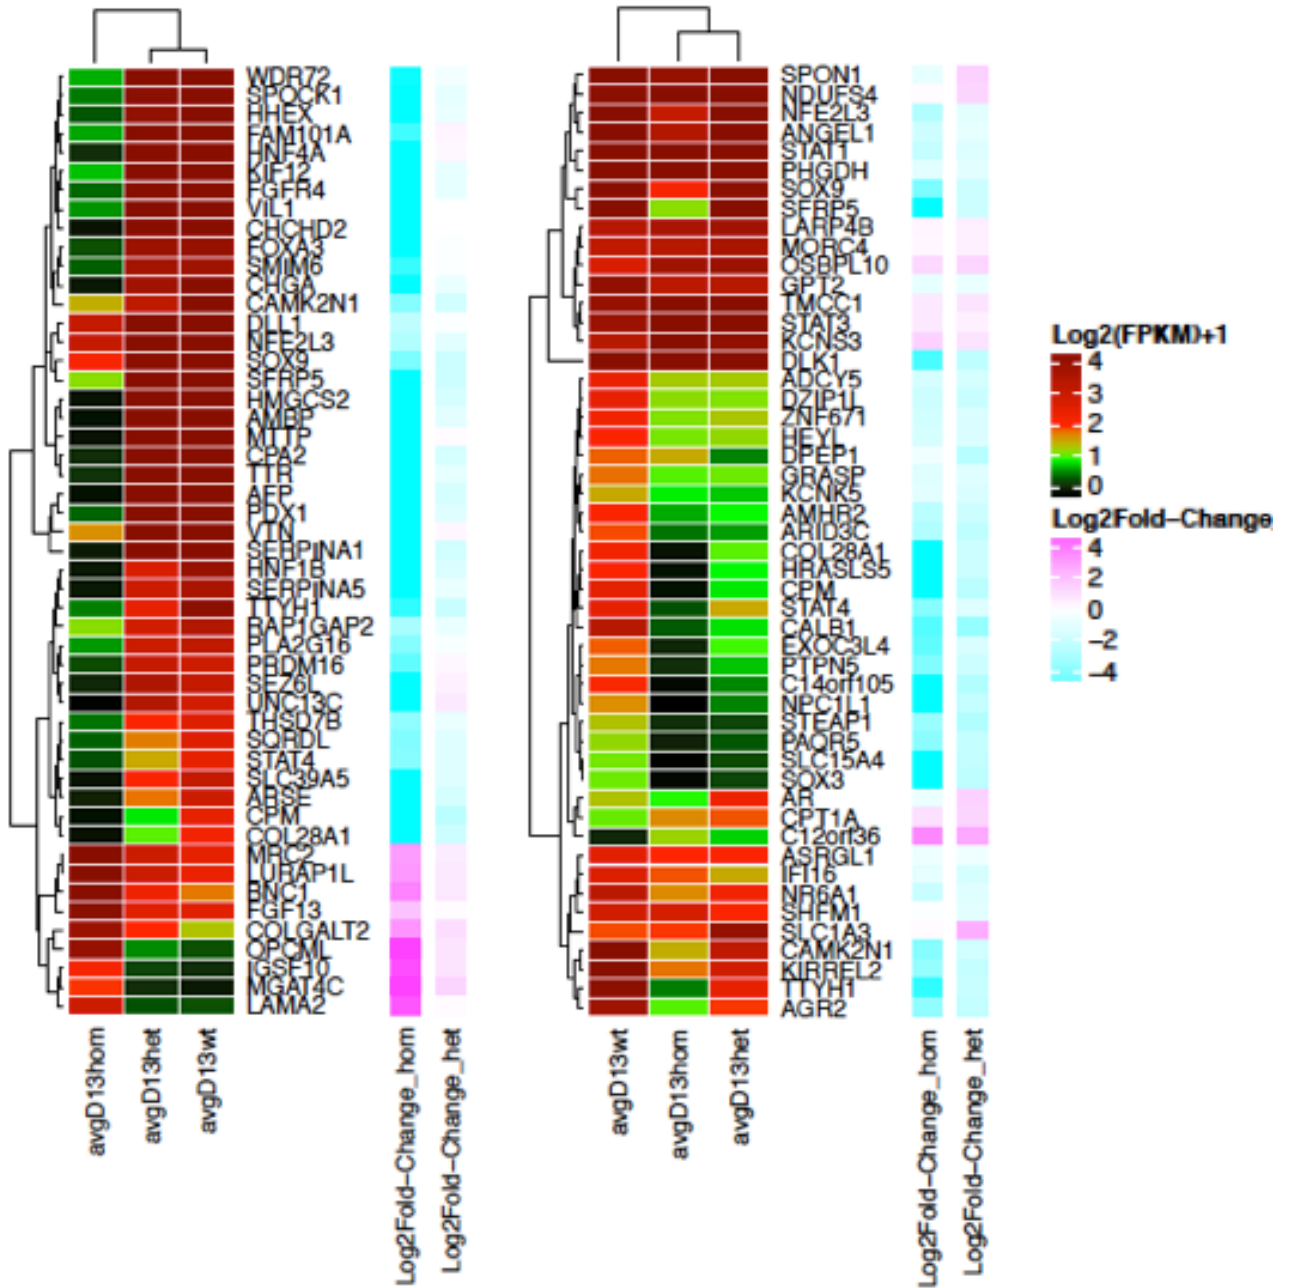 WDR72
SPOCK1
HHEX
FAM101A
HNF4A
KIF12
FGFR4
VIL1
CHCHD2
FOXA3
SMIM6
CHGA
CAMK2N1
DLL1
NFE2L3
SOX9
SFRP5
HMGCS2
AMBP
MTTP
CPA2
TTR
AFP
PDX1
VTN
SERPINA1
HNF1B
SERPINA5
TTYH1
RAP1GAP2
PLA2G16
PRDM16
SEZ6L
UNC13C
THSD7B
SQRDL
STAT4
SLC39A5
ARSE
CPM
COL28A1
MRC2
LURAP1L
BNC1
FGF13
COLGALT2
OPCML
IGSF10
MGAT4C
LAMA2
avgD13hom
avgD13het
avgD13wt
Log2Fold-Change_hom
Log2Fold-Change_het
SPON1
NDUFS4
NFE2L3
ANGEL1
STAT1
PHGDH
SOX9
SFRP5
LARP4B
MORC4
OSBPL10
GPT2
TMCC1
STAT3
KCNS3
DLK1
ADCY5
DZIP1L
ZNF671
HEYL
DPEP1
GRASP
KCNK5
AMHR2
ARID3C
COL28A1
HRASLS5
CPM
STAT4
CALB1
EXOC3L4
PTPN5
C14orf105
NPC1L1
STEAP1
PAQR5
SLC15A4
SOX3
AR
CPT1A
C12orf36
ASRGL1
IFI16
NR6A1
SHFM1
SLC1A3
CAMK2N1
KIRREL2
TTYH1
AGR2
avgD13wt
avgD13hom
avgD13het
Log2Fold-Change_hom
Log2Fold-Change_het
Log2(FPKM)+1
4
3
2
1
0
Log2Fold-Change
4
2
0
−2
−4